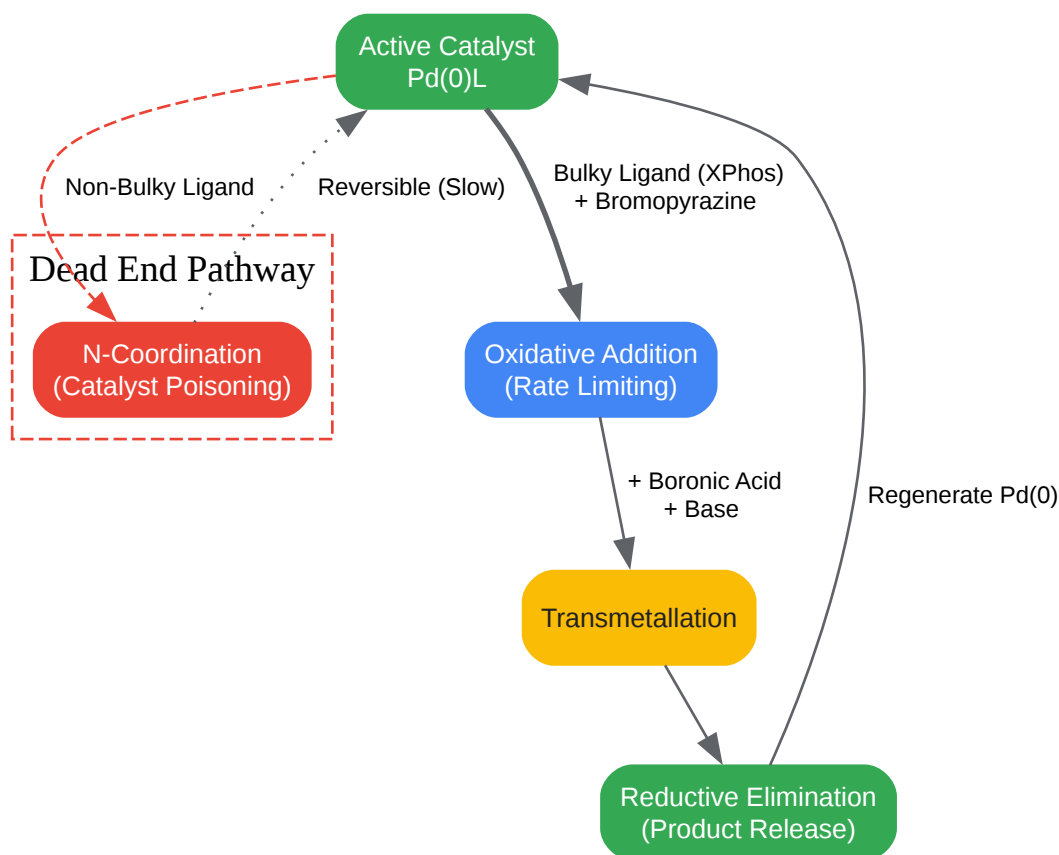 Active Catalyst
Pd(0)L
Non-Bulky Ligand
Reversible (Slow)
Bulky Ligand (XPhos)
+ Bromopyrazine
Dead End Pathway
N-Coordination
(Catalyst Poisoning)
Oxidative Addition
(Rate Limiting)
+ Boronic Acid
+ Base
Regenerate Pd(0)
Transmetallation
Reductive Elimination
(Product Release)